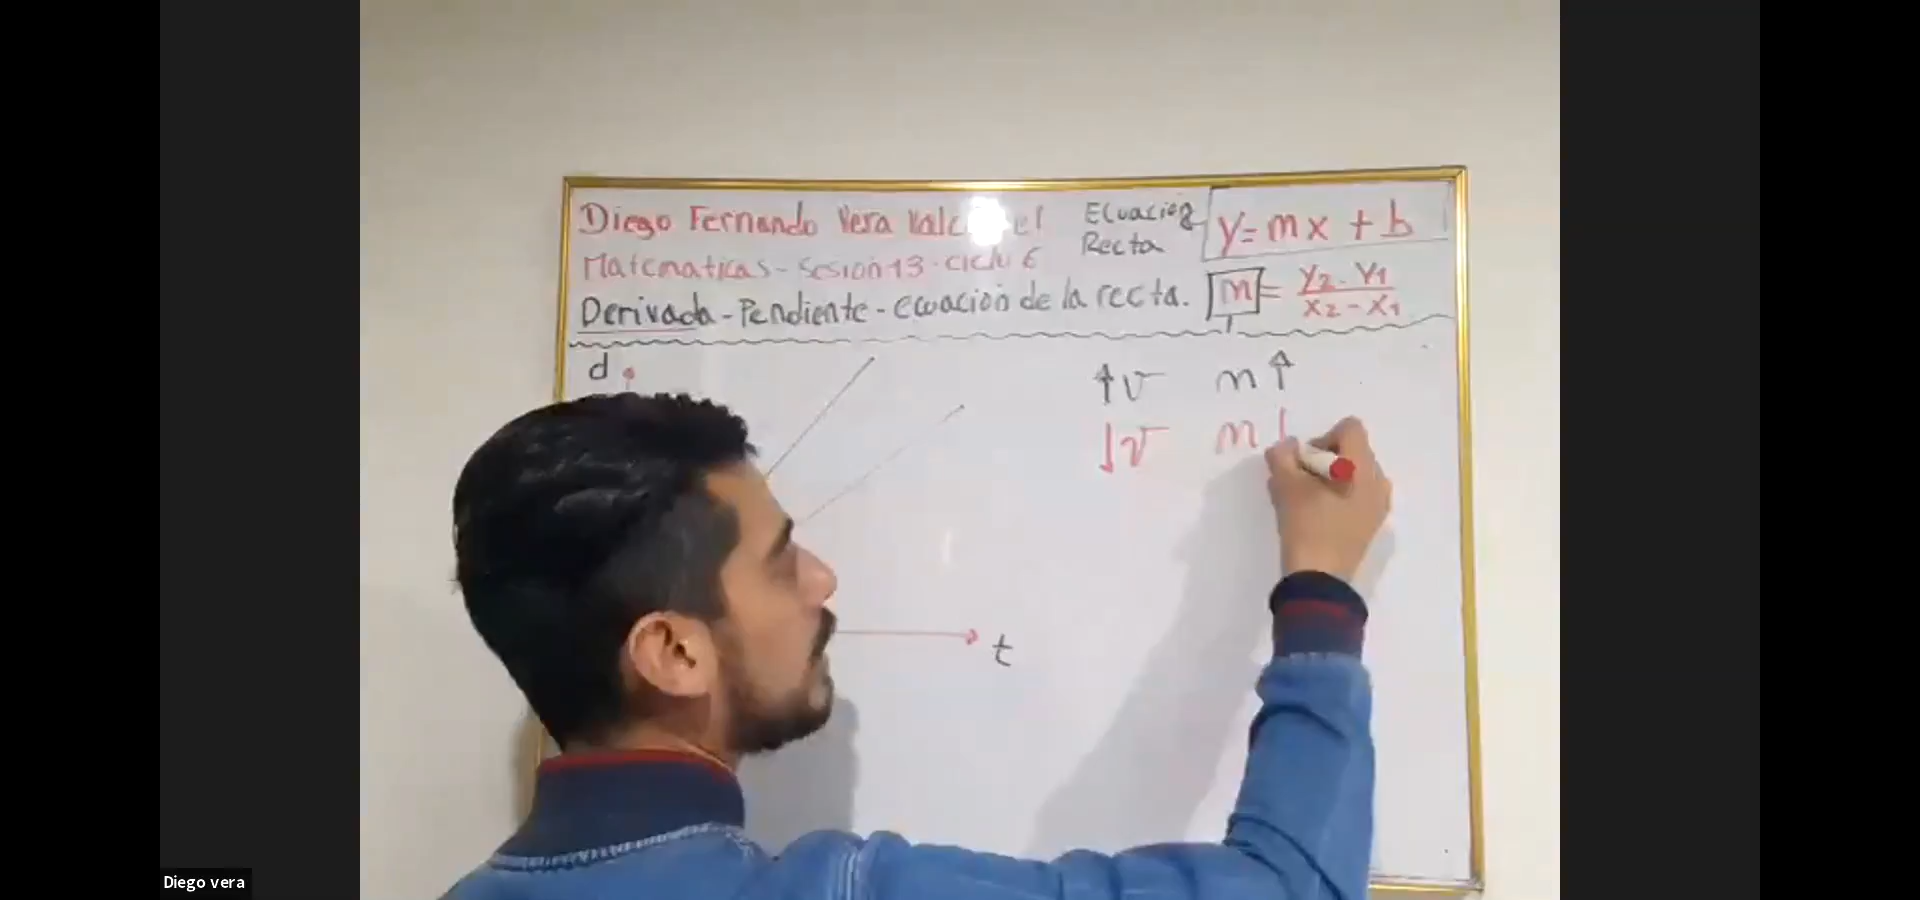 Diego Fernando Vera
Matematicas - Sesion 13 - ciclo 6
Derivada - Pendiente - ecuación de la recta.
Ecuación
Recta
y = mx + b
m = y2 - y1 / x2 - x1
d
↑v m↑
↓v m↓
t
Diego vera